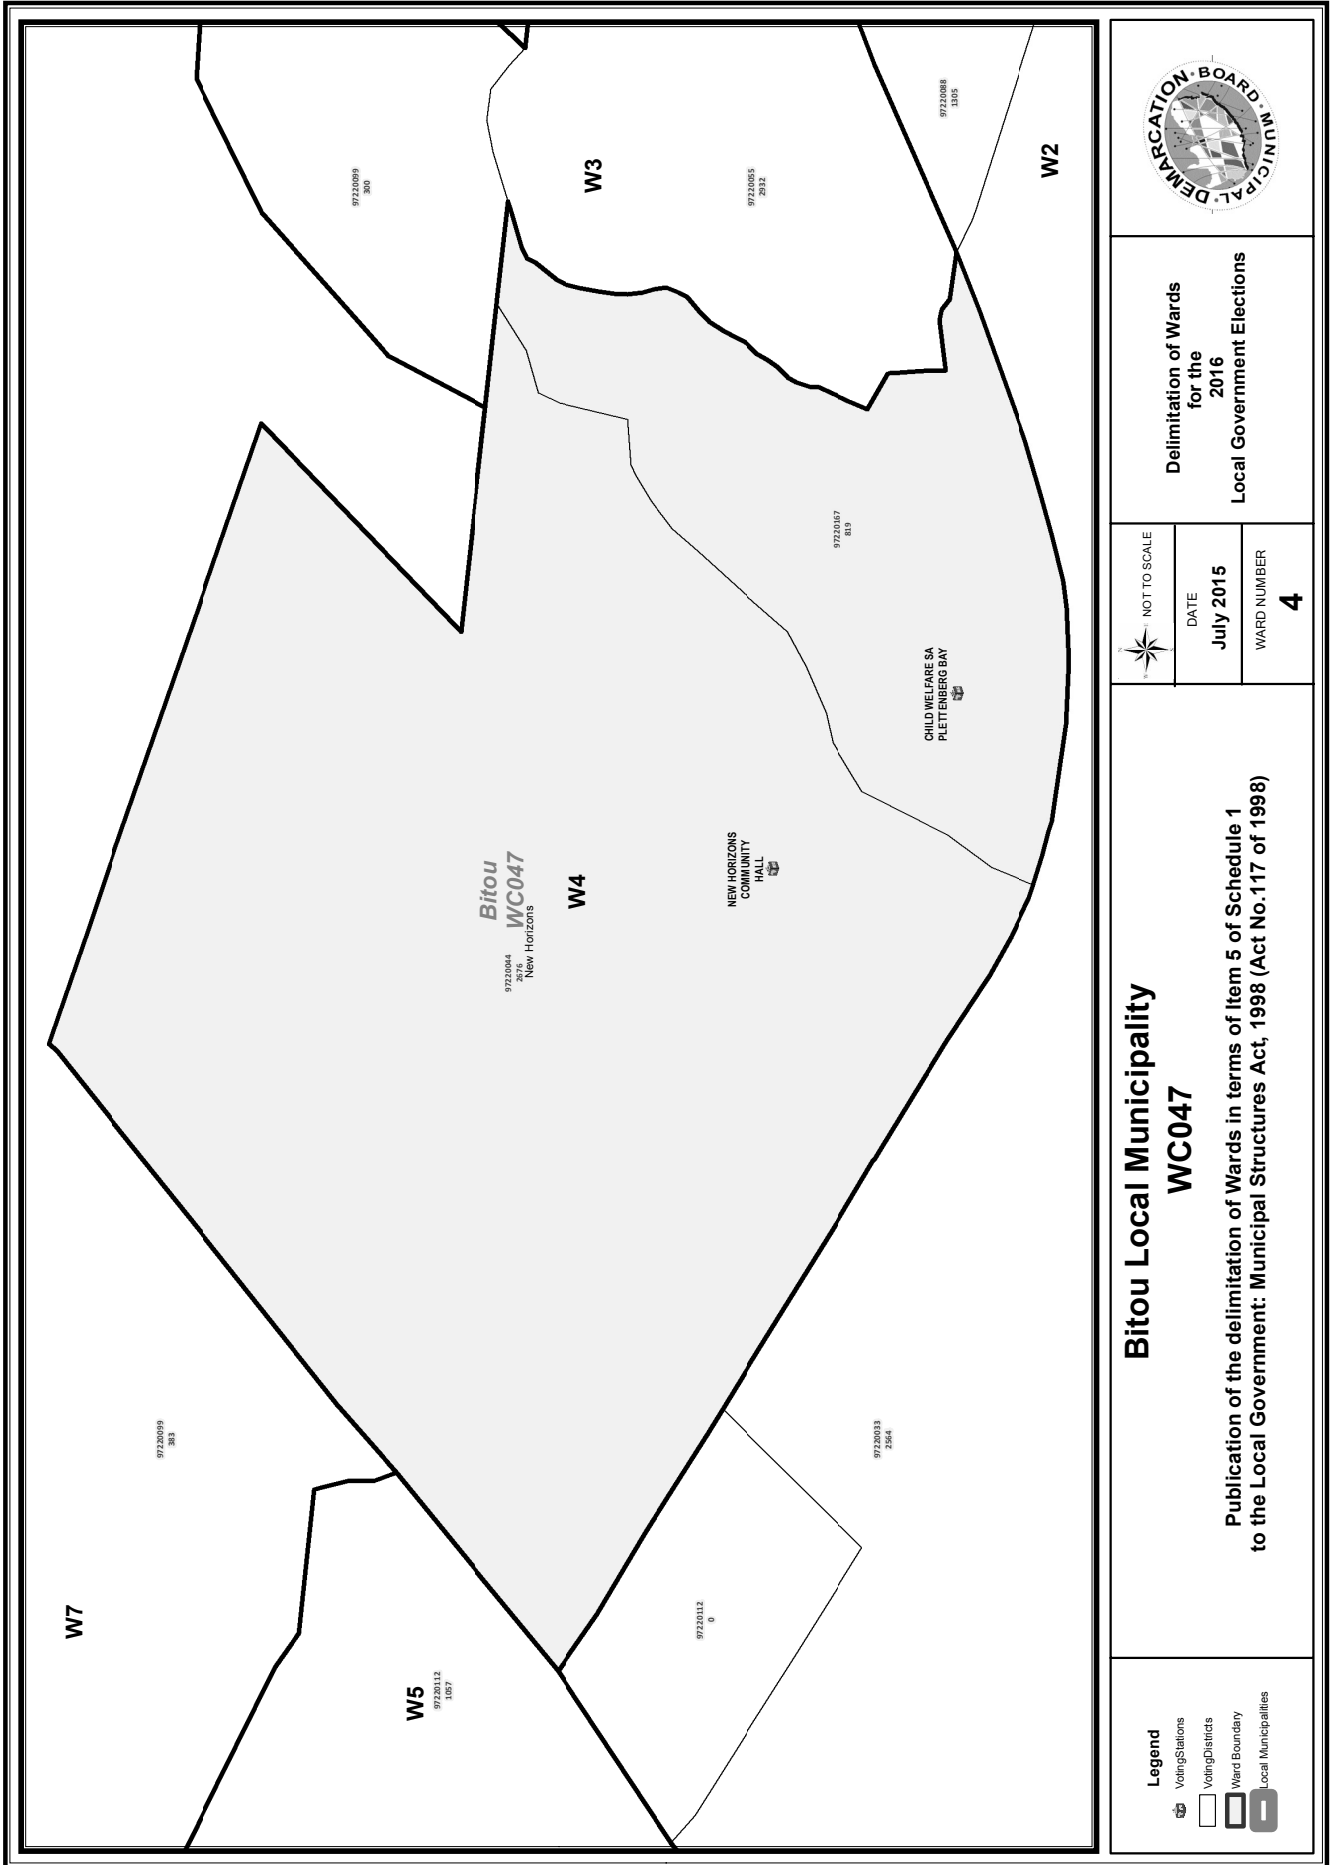 W7
97220099
383
W5
97220112
1057
97220112
0
97220033
2564
Bitou
WC047
97220044
2676
New Horizons
W4
NEW HORIZONS
COMMUNITY
HALL
CHILD WELFARE SA
PLETTENBERG BAY
97220167
819
97220099
300
W3
97220055
2932
97220088
1305
W2
Legend
VotingStations
VotingDistricts
Ward Boundary
Local Municipalities
Bitou Local Municipality
WC047
Publication of the delimitation of Wards in terms of Item 5 of Schedule 1
to the Local Government: Municipal Structures Act, 1998 (Act No.117 of 1998)
N
W
E
S
NOT TO SCALE
DATE
July 2015
WARD NUMBER
4
Delimitation of Wards
for the
2016
Local Government Elections
MUNICIPAL • DEMARCATION • BOARD •